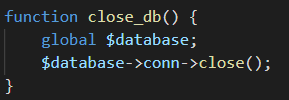 function close_db() {
    global $database;
    $database->conn->close();
}